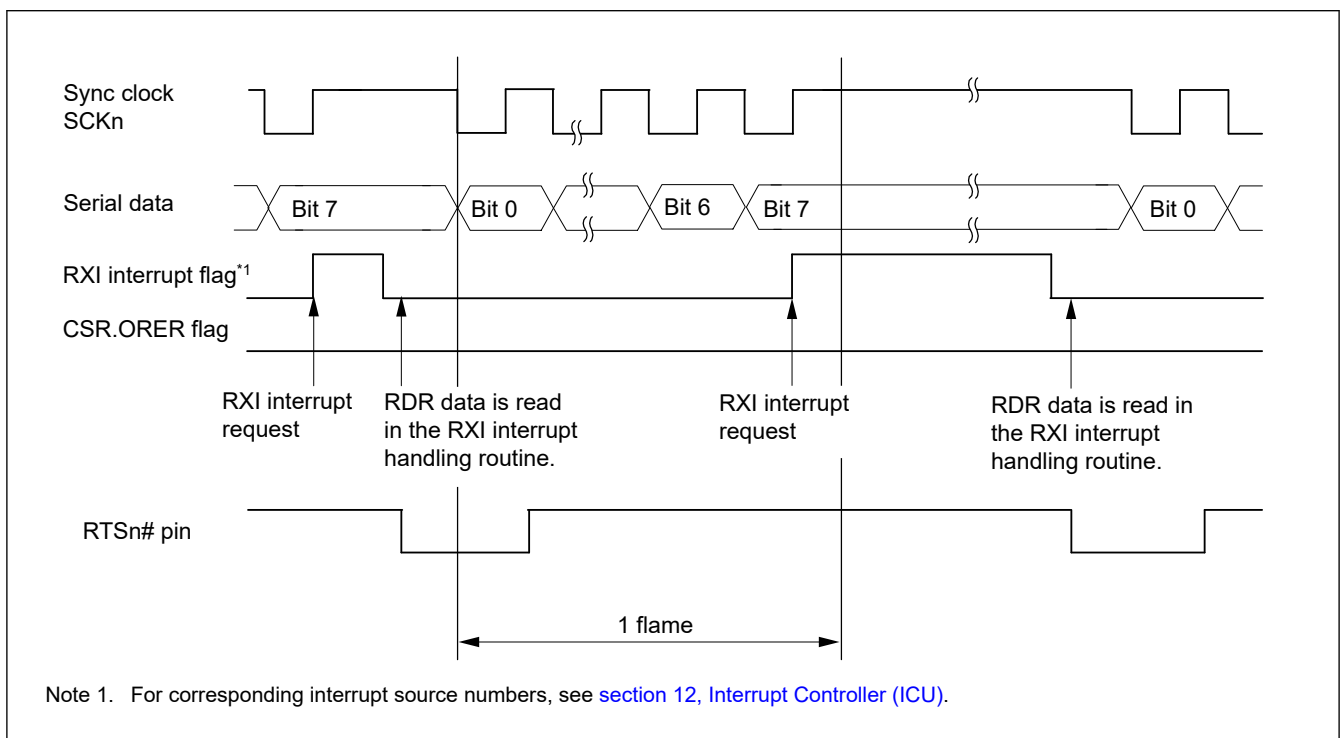 Sync clock
SCKn
Serial data
Bit 7
Bit 0
Bit 6
Bit 7
Bit 0
RXI interrupt flag*1
CSR.ORER flag
RXI interrupt
request
RDR data is read
in the RXI interrupt
handling routine.
RXI interrupt
request
RDR data is read in
the RXI interrupt
handling routine.
RTSn# pin
1 flame
Note 1. For corresponding interrupt source numbers, see section 12, Interrupt Controller (ICU).